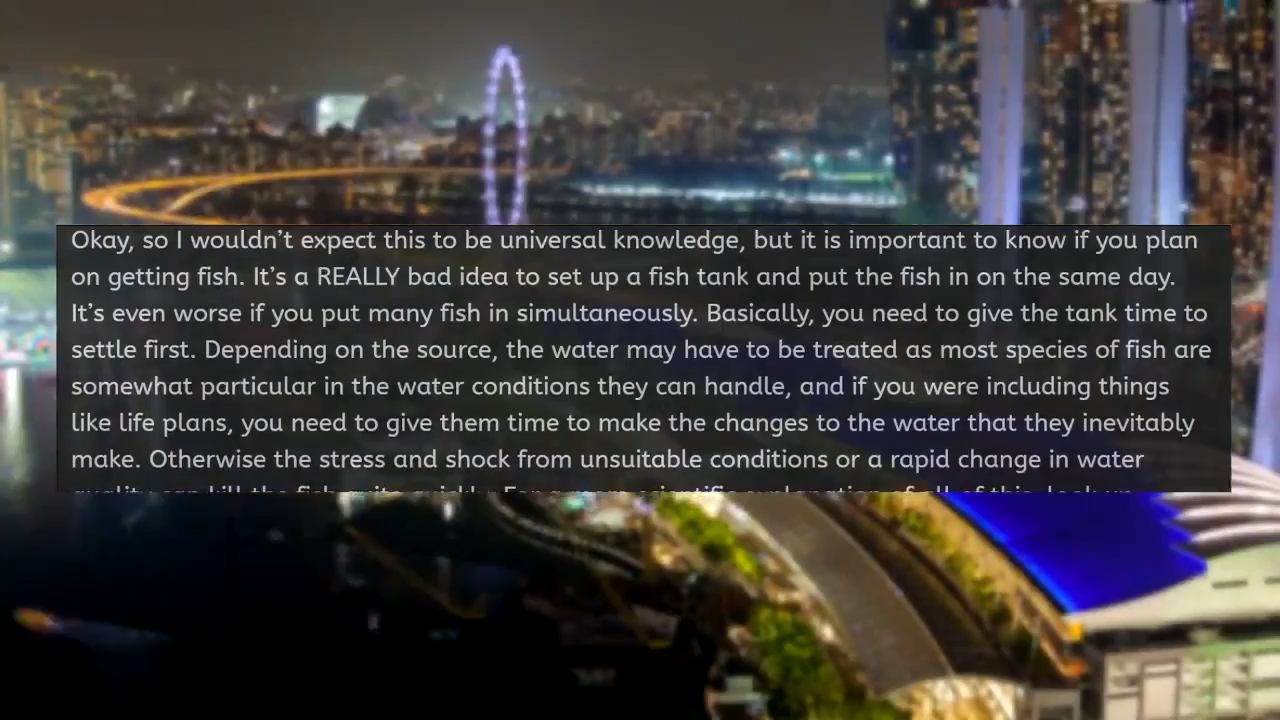 Okay, so I wouldn’t expect this to be universal knowledge, but it is important to know if you plan
on getting fish. It’s a REALLY bad idea to set up a fish tank and put the fish in on the same day.
It’s even worse if you put many fish in simultaneously. Basically, you need to give the tank time to
settle first. Depending on the source, the water may have to be treated as most species of fish are
somewhat particular in the water conditions they can handle, and if you were including things
like life plans, you need to give them time to make the changes to the water that they inevitably
make. Otherwise the stress and shock from unsuitable conditions or a rapid change in water